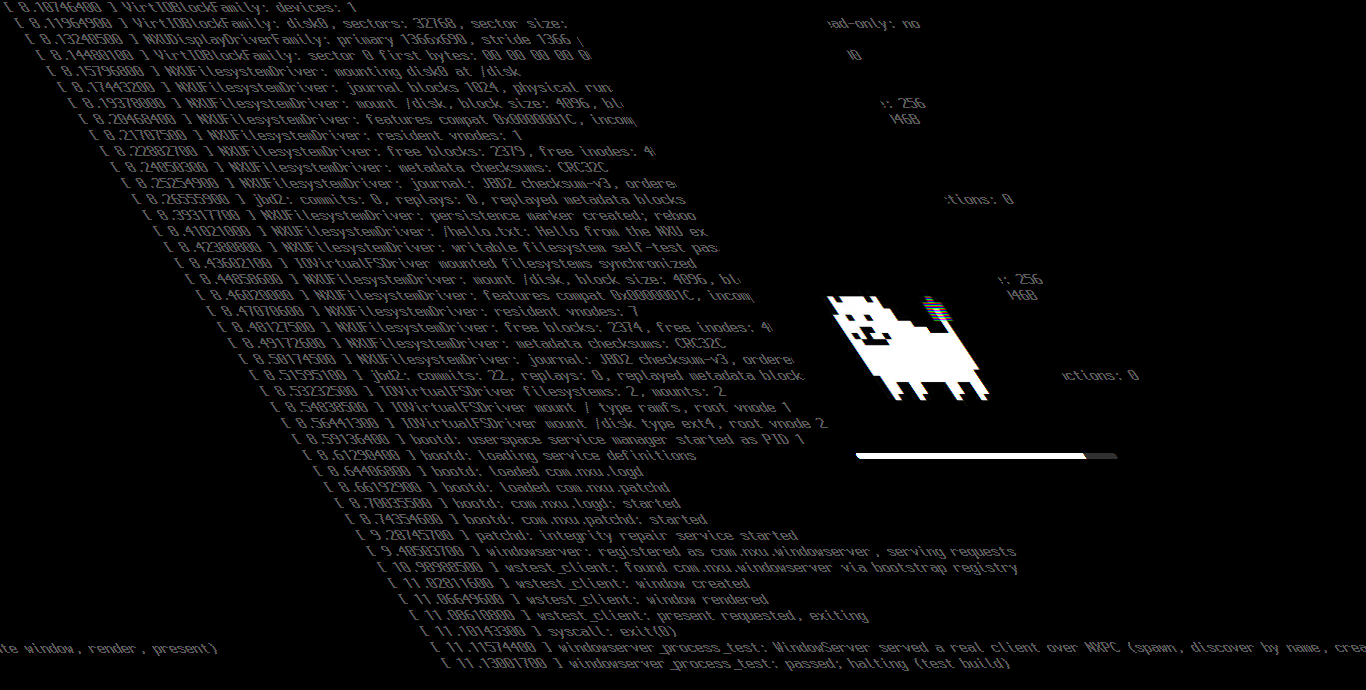 [ 8.10746400 ] VirtIOBlockFamily: devices: 1
[ 8.11964900 ] VirtIOBlockFamily: disk0, sectors: 32768, sector size: ad-only: no
[ 8.13240500 ] NXUDisplayDriverFamily: primary 1366x690, stride 1366
[ 8.14480100 ] VirtIOBlockFamily: sector 0 first bytes: 00 00 00 00 0
[ 8.15796800 ] NXUFilesystemDriver: mounting disk0 at /disk
[ 8.17443200 ] NXUFilesystemDriver: journal blocks 1024, physical run
[ 8.19378000 ] NXUFilesystemDriver: mount /disk, block size: 4096, bl : 256
[ 8.20468400 ] NXUFilesystemDriver: features compat 0x0000001C, incom 468
[ 8.21707500 ] NXUFilesystemDriver: resident vnodes: 1
[ 8.22882700 ] NXUFilesystemDriver: free blocks: 2379, free inodes: 4
[ 8.24050300 ] NXUFilesystemDriver: metadata checksums: CRC32C
[ 8.25254900 ] NXUFilesystemDriver: journal: JBD2 checksum-v3, ordere
[ 8.26555900 ] jbd2: commits: 0, replays: 0, replayed metadata blocks tions: 0
[ 8.39317700 ] NXUFilesystemDriver: persistence marker created; reboo
[ 8.41021800 ] NXUFilesystemDriver: /hello.txt: Hello from the NXU ex
[ 8.42380800 ] NXUFilesystemDriver: writable filesystem self-test pas
[ 8.43602100 ] IOVirtualFSDriver mounted filesystems synchronized
[ 8.44858600 ] NXUFilesystemDriver: mount /disk, block size: 4096, bl : 256
[ 8.46020000 ] NXUFilesystemDriver: features compat 0x0000001C, incom 468
[ 8.47070600 ] NXUFilesystemDriver: resident vnodes: 7
[ 8.48127500 ] NXUFilesystemDriver: free blocks: 2374, free inodes: 4
[ 8.49172600 ] NXUFilesystemDriver: metadata checksums: CRC32C
[ 8.50174500 ] NXUFilesystemDriver: journal: JBD2 checksum-v3, ordere
[ 8.51595100 ] jbd2: commits: 22, replays: 0, replayed metadata block ctions: 0
[ 8.53232500 ] IOVirtualFSDriver filesystems: 2, mounts: 2
[ 8.54838500 ] IOVirtualFSDriver mount / type ramfs, root vnode 1
[ 8.56441300 ] IOVirtualFSDriver mount /disk type ext4, root vnode 2
[ 8.59136400 ] bootd: userspace service manager started as PID 1
[ 8.61290400 ] bootd: loading service definitions
[ 8.64406800 ] bootd: loaded com.nxu.logd
[ 8.66192900 ] bootd: loaded com.nxu.patchd
[ 8.70035500 ] bootd: com.nxu.logd: started
[ 8.74354600 ] bootd: com.nxu.patchd: started
[ 9.28745700 ] patchd: integrity repair service started
[ 9.40503700 ] windowserver: registered as com.nxu.windowserver, serving requests
[ 10.98908500 ] wstest_client: found com.nxu.windowserver via bootstrap registry
[ 11.02811600 ] wstest_client: window created
[ 11.06649600 ] wstest_client: window rendered
[ 11.08610800 ] wstest_client: present requested, exiting
[ 11.10143300 ] syscall: exit(0)
[ 11.11574400 ] windowserver_process_test: WindowServer served a real client over NXPC (spawn, discover by name, crea
te window, render, present)
[ 11.13001700 ] windowserver_process_test: passed; halting (test build)